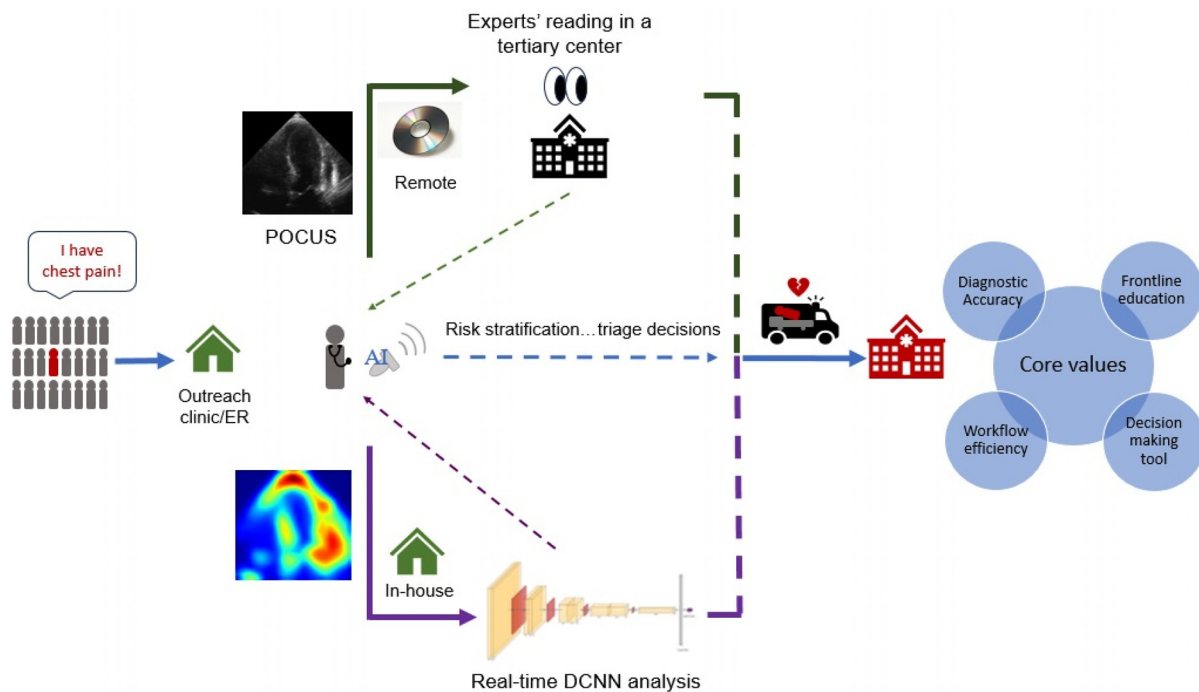 Experts' reading in a
tertiary center
Remote
POCUS
I have
chest pain!
Outreach
clinic/ER
AI
Risk stratification...triage decisions
In-house
Real-time DCNN analysis
Diagnostic
Accuracy
Frontline
education
Core values
Workflow
efficiency
Decision
making
tool